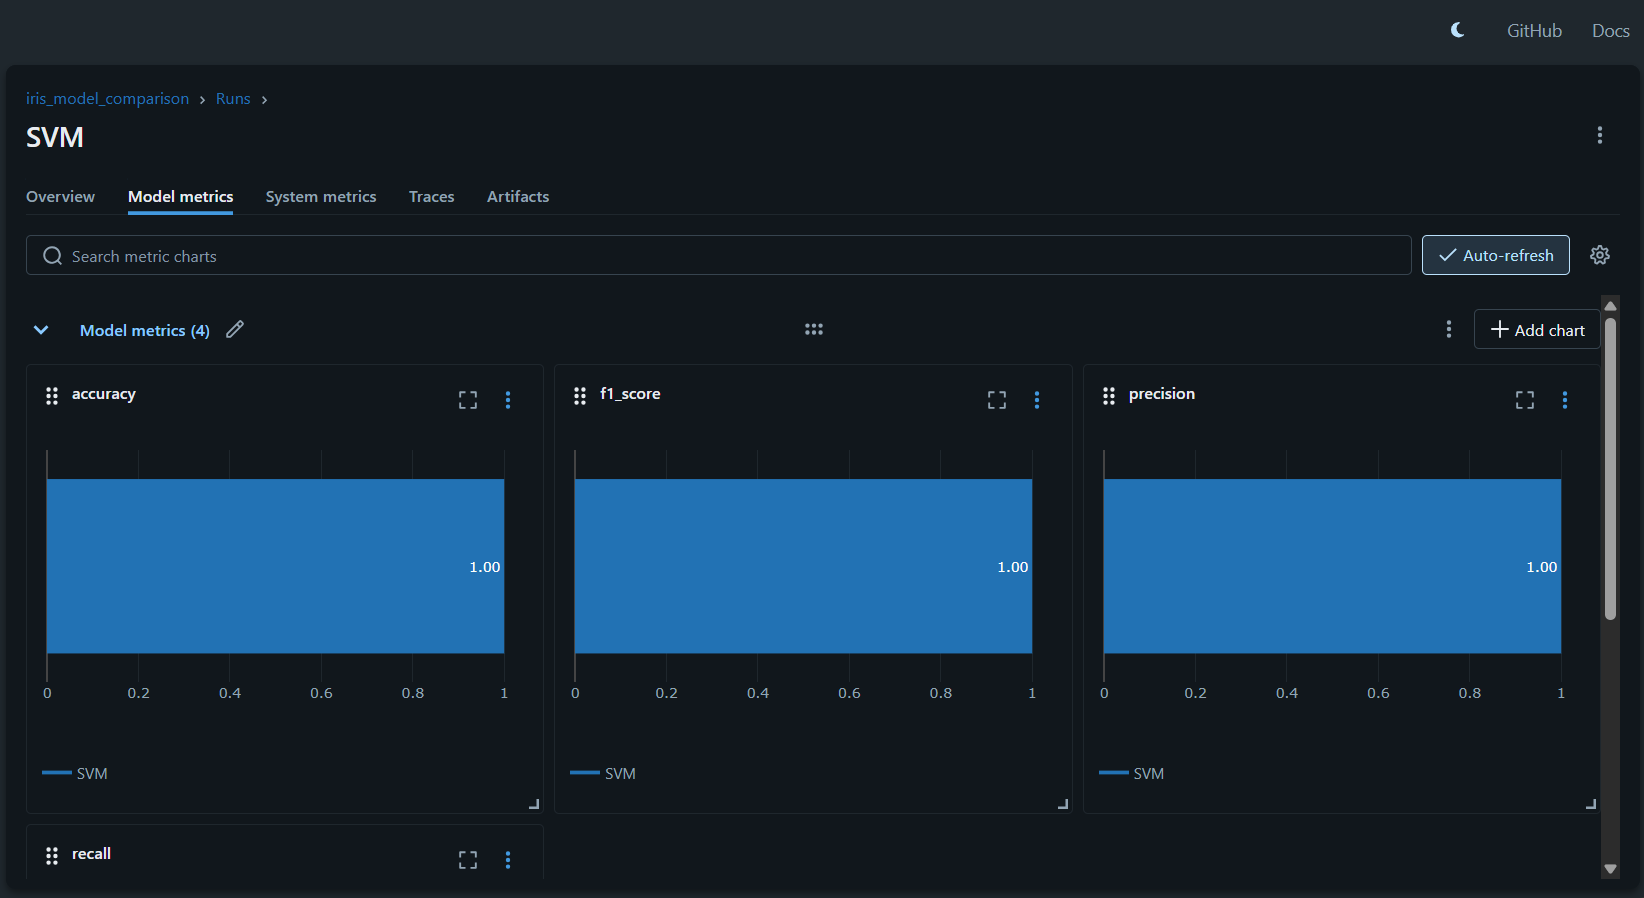 GitHub Docs
iris_model_comparison › Runs ›
SVM
Overview Model metrics System metrics Traces Artifacts
Search metric charts Auto-refresh
Model metrics (4) Add chart
accuracy f1_score precision
1.00 1.00 1.00
0 0.2 0.4 0.6 0.8 1 0 0.2 0.4 0.6 0.8 1 0 0.2 0.4 0.6 0.8 1
SVM SVM SVM
recall